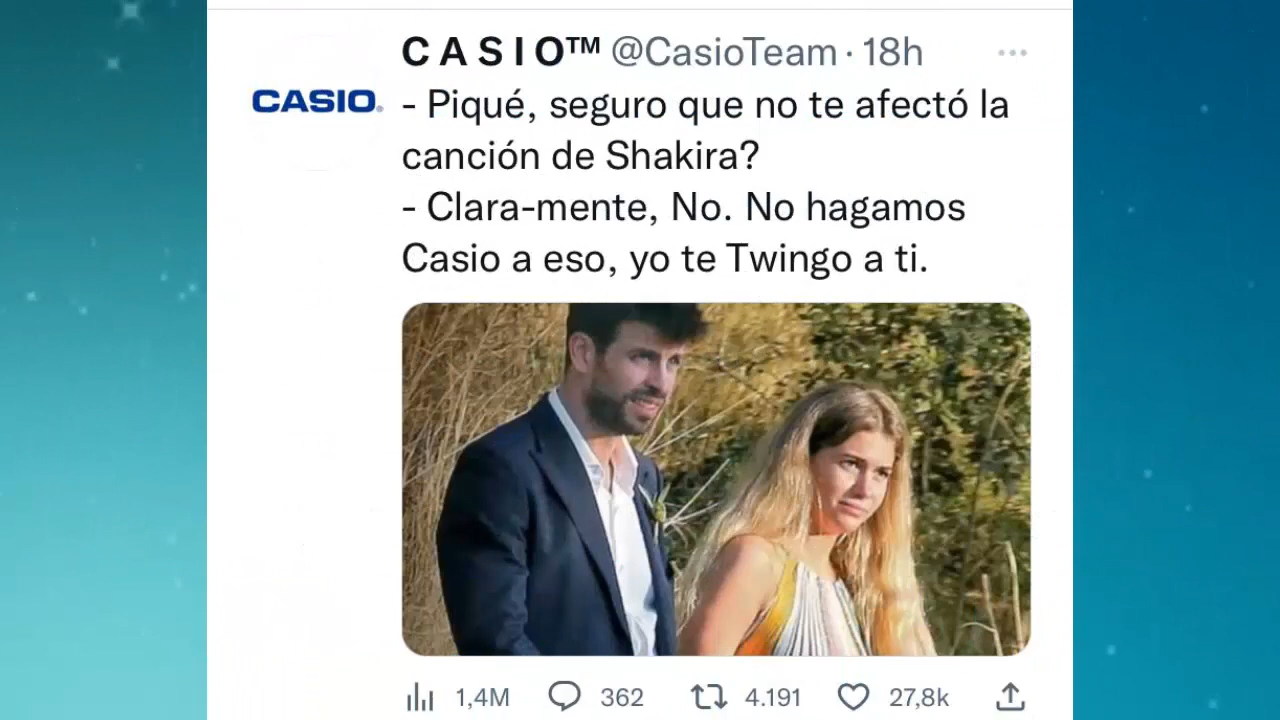 C A S I O™ @CasioTeam · 18h
CASIO®
- Piqué, seguro que no te afectó la
canción de Shakira?
- Clara-mente, No. No hagamos
Casio a eso, yo te Twingo a ti.
1,4M 362 4.191 27,8k